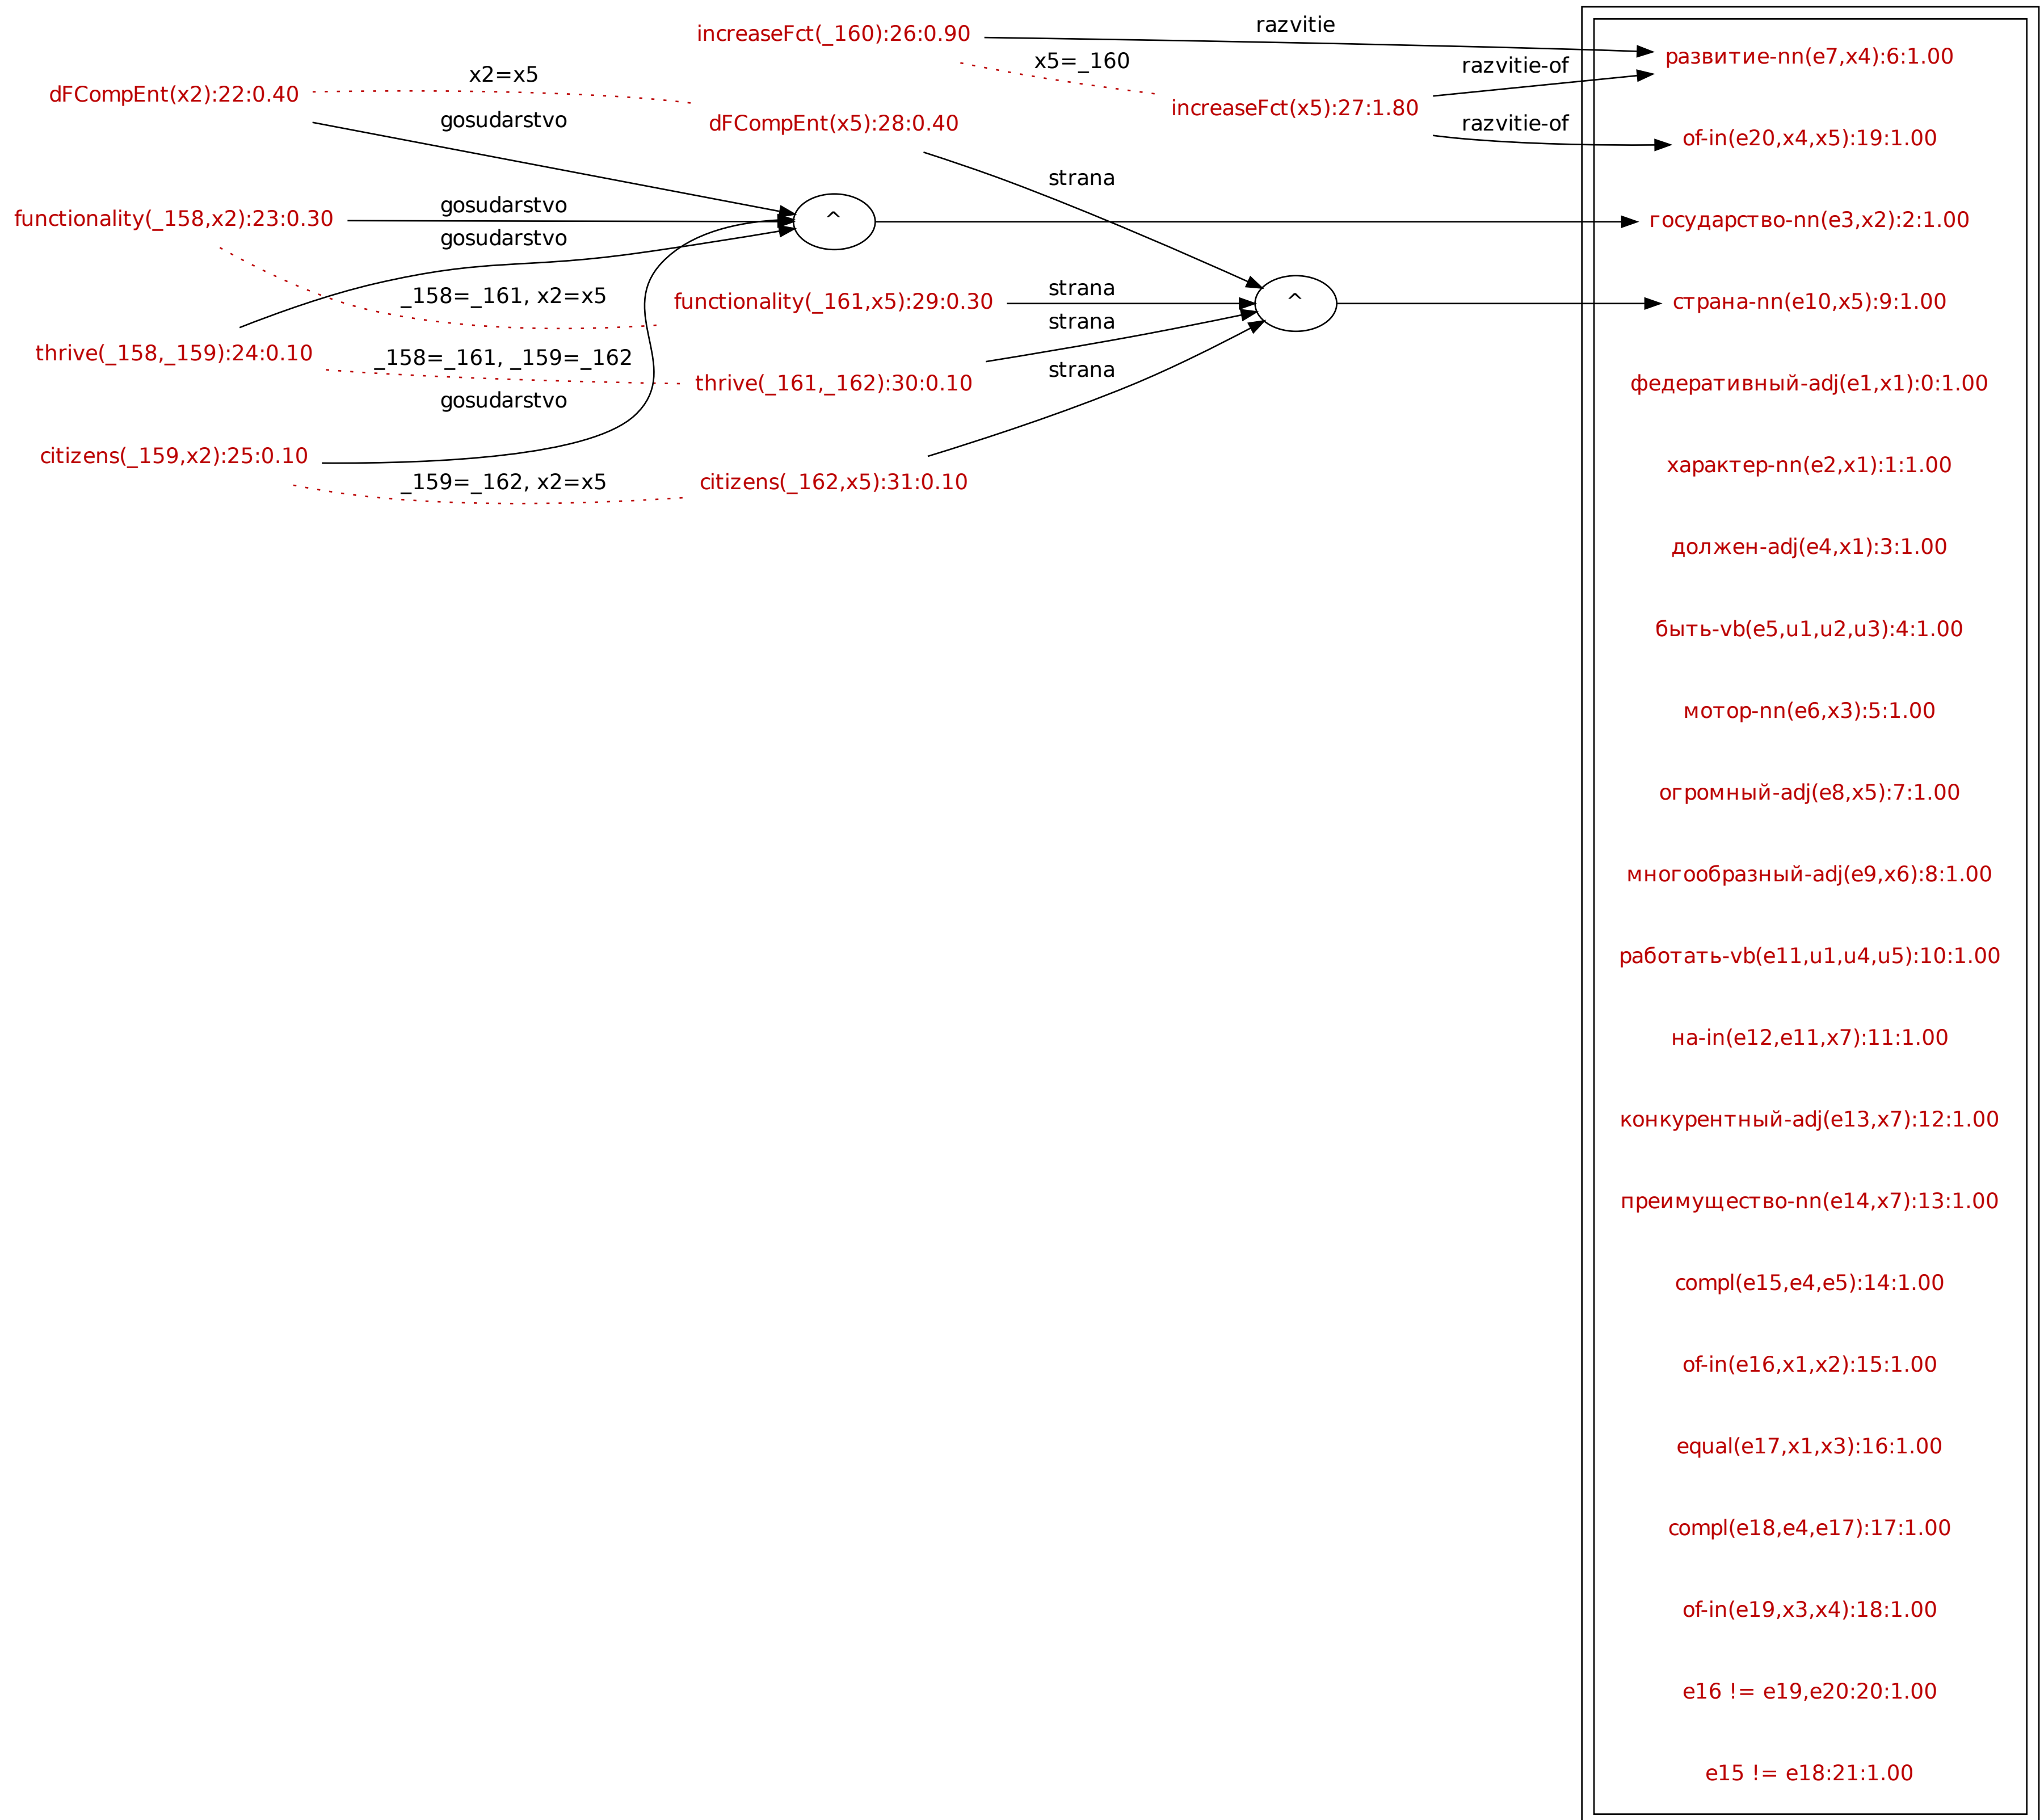 increaseFct(_160):26:0.90
razvitie
развитие-nn(e7,x4):6:1.00
x5=_160
razvitie-of
x2=x5
dFCompEnt(x2):22:0.40
increaseFct(x5):27:1.80
gosudarstvo
dFCompEnt(x5):28:0.40
razvitie-of
of-in(e20,x4,x5):19:1.00
strana
gosudarstvo
functionality(_158,x2):23:0.30
^
государство-nn(e3,x2):2:1.00
gosudarstvo
strana
_158=_161, x2=x5
functionality(_161,x5):29:0.30
^
страна-nn(e10,x5):9:1.00
strana
thrive(_158,_159):24:0.10
_158=_161, _159=_162
strana
thrive(_161,_162):30:0.10
федеративный-adj(e1,x1):0:1.00
gosudarstvo
citizens(_159,x2):25:0.10
характер-nn(e2,x1):1:1.00
_159=_162, x2=x5
citizens(_162,x5):31:0.10
должен-adj(e4,x1):3:1.00
быть-vb(e5,u1,u2,u3):4:1.00
мотор-nn(e6,x3):5:1.00
огромный-adj(e8,x5):7:1.00
многообразный-adj(e9,x6):8:1.00
работать-vb(e11,u1,u4,u5):10:1.00
на-in(e12,e11,x7):11:1.00
конкурентный-adj(e13,x7):12:1.00
преимущество-nn(e14,x7):13:1.00
compl(e15,e4,e5):14:1.00
of-in(e16,x1,x2):15:1.00
equal(e17,x1,x3):16:1.00
compl(e18,e4,e17):17:1.00
of-in(e19,x3,x4):18:1.00
e16 != e19,e20:20:1.00
e15 != e18:21:1.00